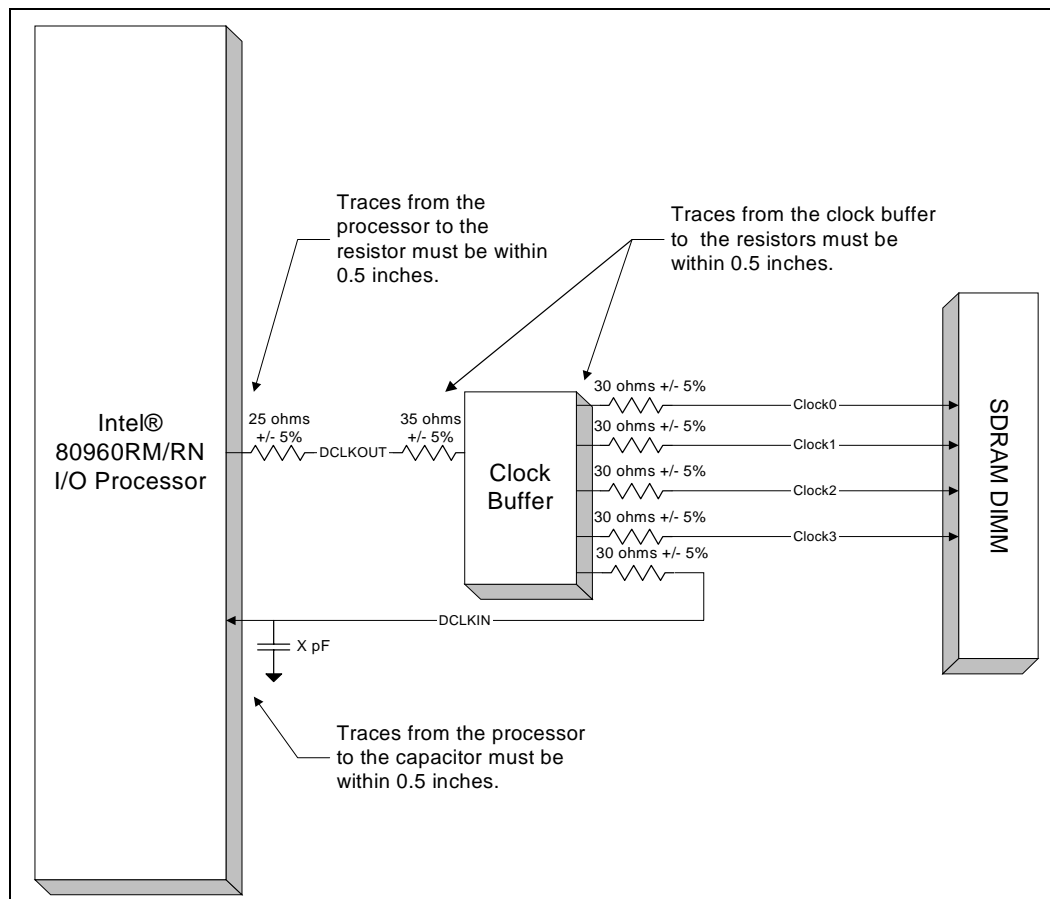 Traces from the
processor to the
resistor must be within
0.5 inches.
Traces from the clock buffer
to the resistors must be
within 0.5 inches.
Intel®
80960RM/RN
I/O Processor
25 ohms
+/- 5%
DCLKOUT
35 ohms
+/- 5%
Clock
Buffer
30 ohms +/- 5%
Clock0
30 ohms +/- 5%
Clock1
30 ohms +/- 5%
Clock2
30 ohms +/- 5%
Clock3
30 ohms +/- 5%
SDRAM DIMM
DCLKIN
X pF
Traces from the processor
to the capacitor must be
within 0.5 inches.